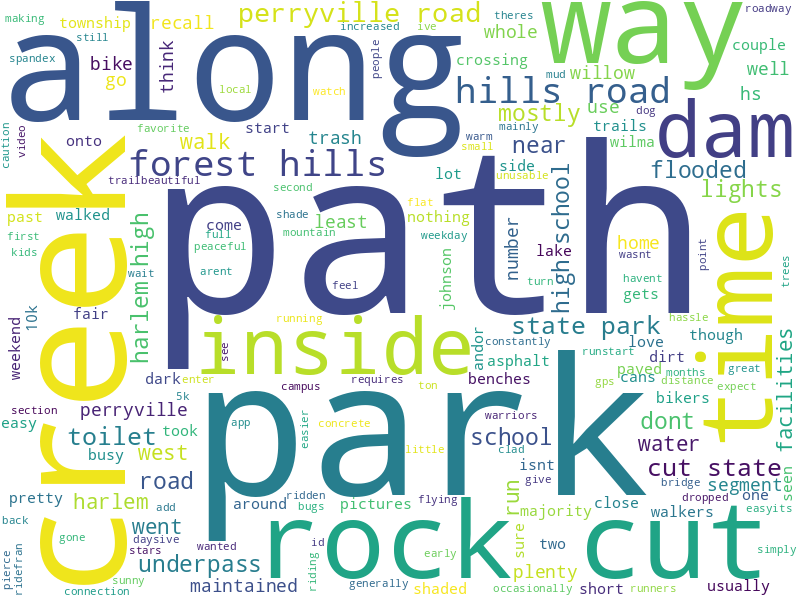 making
township
recall
perryville road
increased
ive
theres
roadway
still
along
way
whole
couple
spandex
bike
think
people
crossing
go
local
watch
hills road
willow
well
mostly
use
hs
dam
caution
video
favorite
start
warm
mud
dog
onto
walk
trash
small
mainly
near
trails
wilma
forest hills
side
flooded
trailbeautiful
second
lot
unusable
lights
creek
past
walked
path
shade
least
flat
high school
number
come
full
mountain
nothing
home
wasnt
point
first
peaceful
weekday
lake
kids
arent
harlem high
wait
feel
johnson
turn
havent
gets
time
trees
10k
fair
running
state park
though
hassle
weekend
inside
see
andor
constantly
love
runstart
asphalt
dirt
great
facilities
dark
enter
campus
requires
ton
benches
cans
paved
months
gps
distance
expect
section
perryville
5k
park
warriors
bikers
easy
toilet
took
app
easier
concrete
school
clad
dont
busy
west
little
isnt
water
seen
road
give
cut state
pretty
harlem
add
around
ridden
flying
run
bridge
segment
pictures
dropped
one
back
went
bugs
rock cut
majority
close
walkers
easyits
gone
daysive
wanted
sure
two
stars
underpass
id
early
plenty
simply
pierce
ridefran
sunny
maintained
riding
generally
shaded
occasionally
short
runners
usually
connection